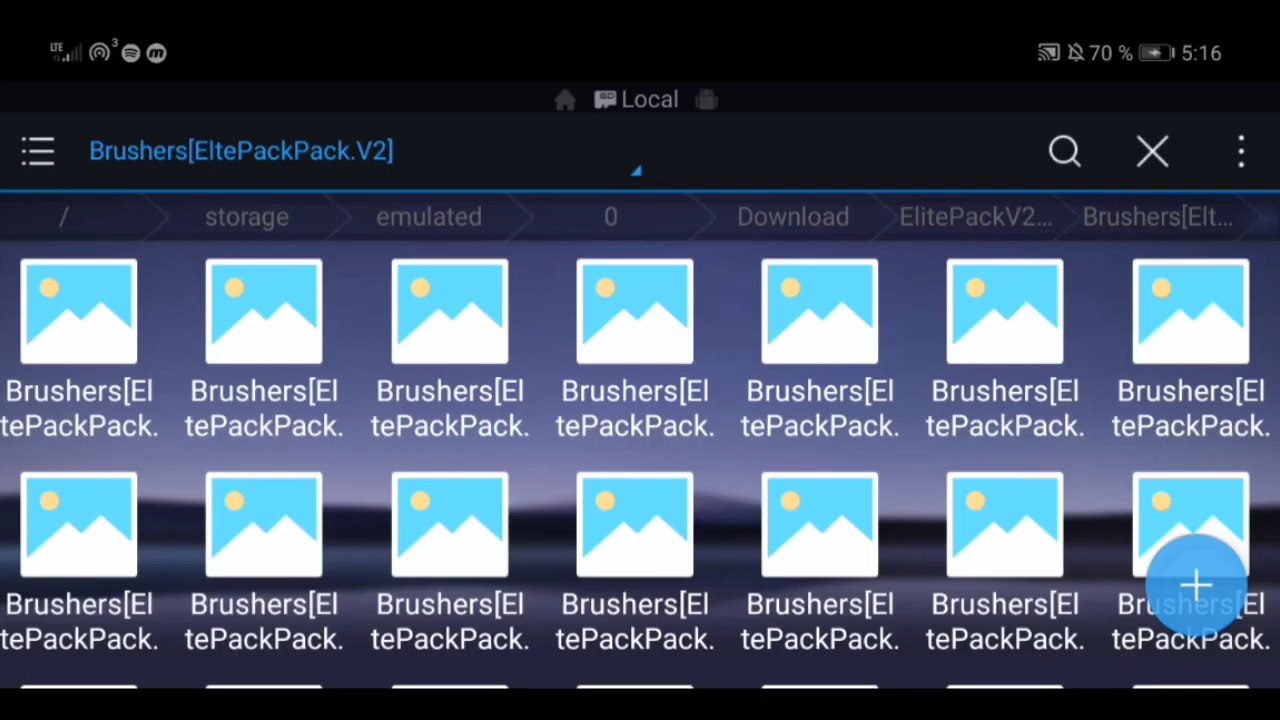 LTE 3 70 % 5:16
Local
Brushers[EltePackPack.V2]
/ storage emulated 0 Download ElitePackV2... Brushers[Elt...
Brushers[El Brushers[El Brushers[El Brushers[El Brushers[El Brushers[El Brushers[El
tePackPack. tePackPack. tePackPack. tePackPack. tePackPack. tePackPack. tePackPack.
Brushers[El Brushers[El Brushers[El Brushers[El Brushers[El Brushers[El Brushers[El
tePackPack. tePackPack. tePackPack. tePackPack. tePackPack. tePackPack. tePackPack.